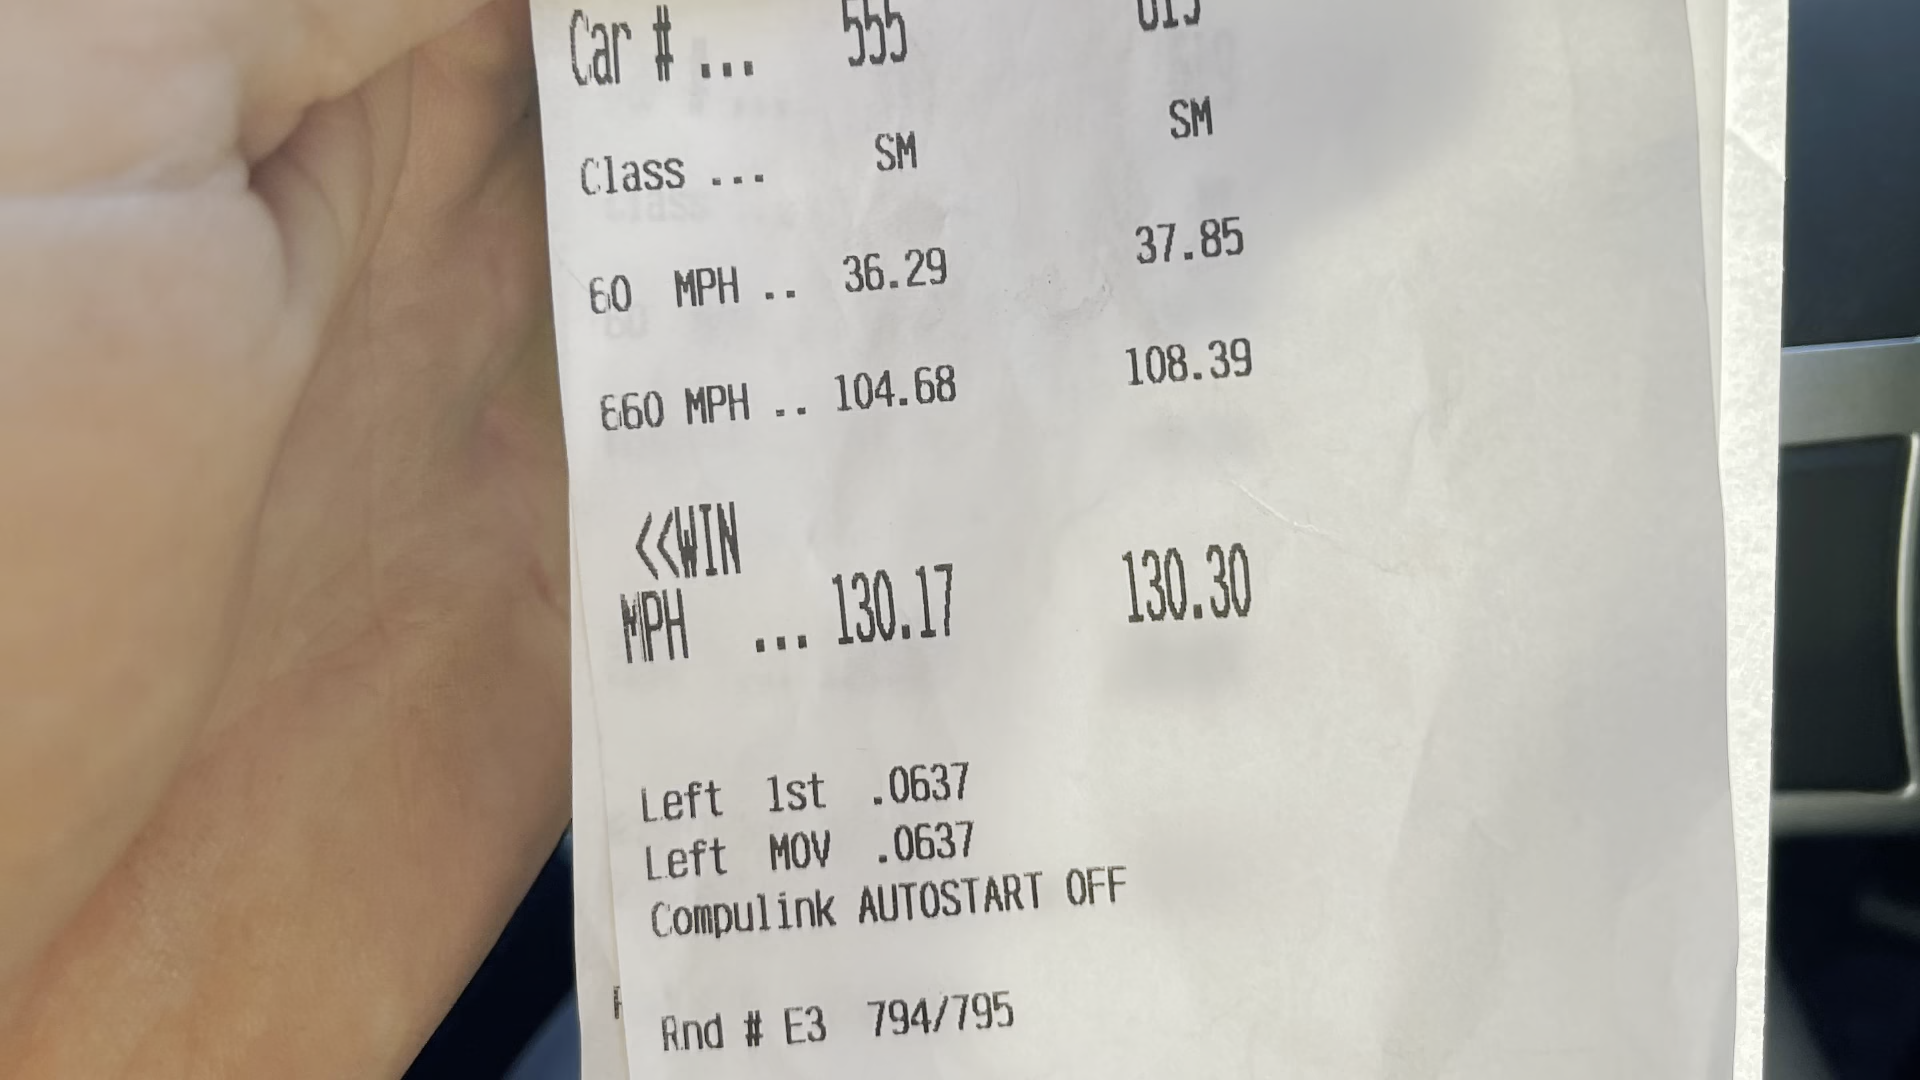 Car # ... 555
Class ... SM SM
60 MPH .. 36.29 37.85
660 MPH .. 104.68 108.39
<<WIN
MPH ... 130.17 130.30
Left 1st .0637
Left MOV .0637
Compulink AUTOSTART OFF
Rnd # E3 794/795